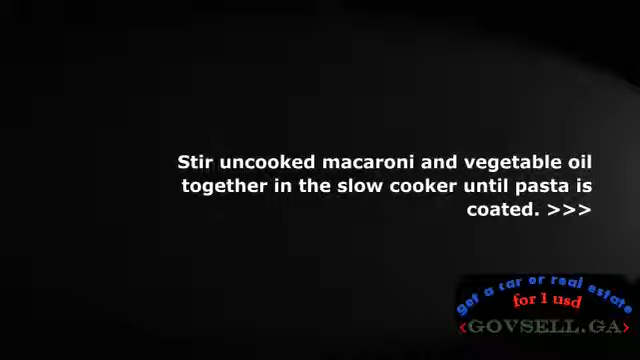 Stir uncooked macaroni and vegetable oil
together in the slow cooker until pasta is
coated. >>>
get a car or real estate
for 1 usd
<GOVSELL.GA>